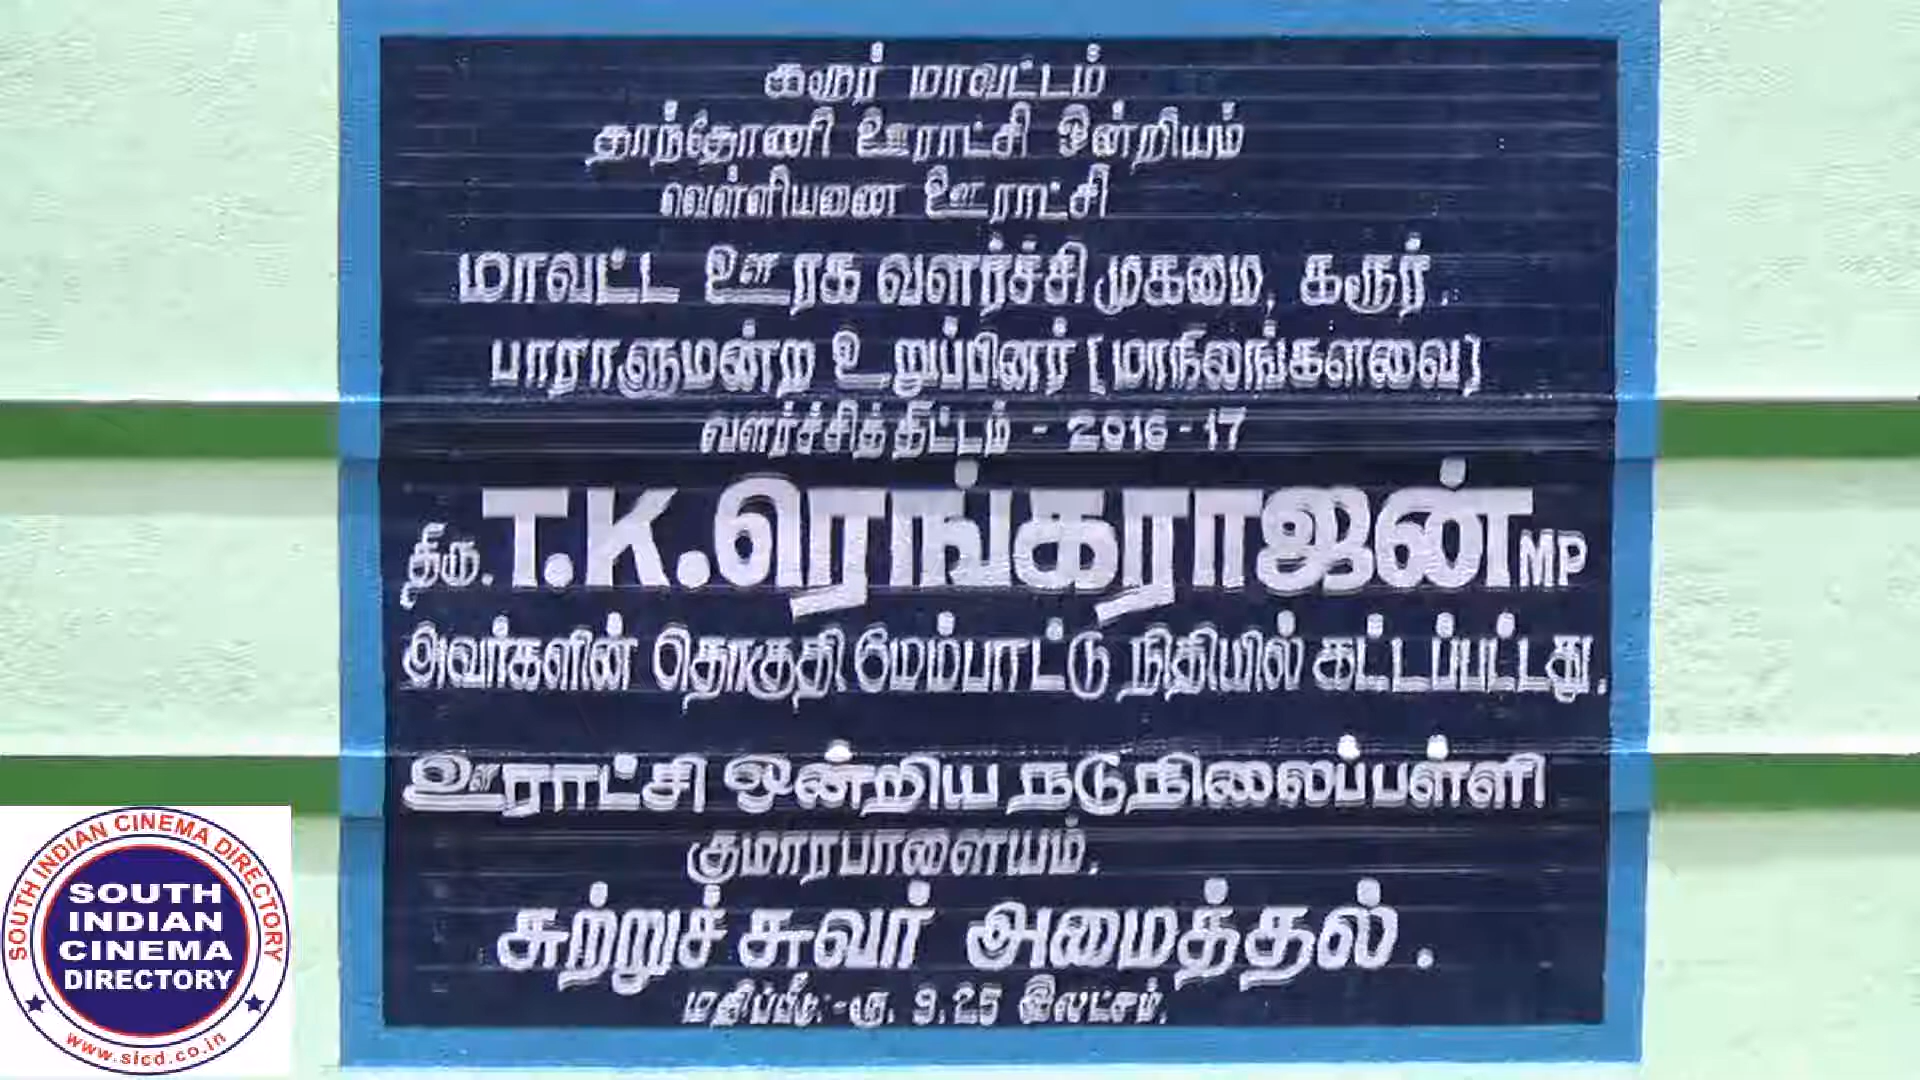 கரூர் மாவட்டம்
தாந்தோணி ஊராட்சி ஒன்றியம்
வெள்ளியணை ஊராட்சி
மாவட்ட ஊரக வளர்ச்சி முகமை, கரூர்.
பாராளுமன்ற உறுப்பினர் [மாநிலங்களவை]
வளர்ச்சித்திட்டம் - 2016-17
திரு. T.K.ரெங்கராஜன் MP
அவர்களின் தொகுதி மேம்பாட்டு நிதியில் கட்டப்பட்டது.
ஊராட்சி ஒன்றிய நடுநிலைப்பள்ளி
குமாரபாளையம்.
சுற்றுச்சுவர் அமைத்தல்.
மதிப்பீடு:-ரூ. 9.25 இலட்சம்.
SOUTH INDIAN CINEMA DIRECTORY
SOUTH
INDIAN
CINEMA
DIRECTORY
www.sicd.co.in